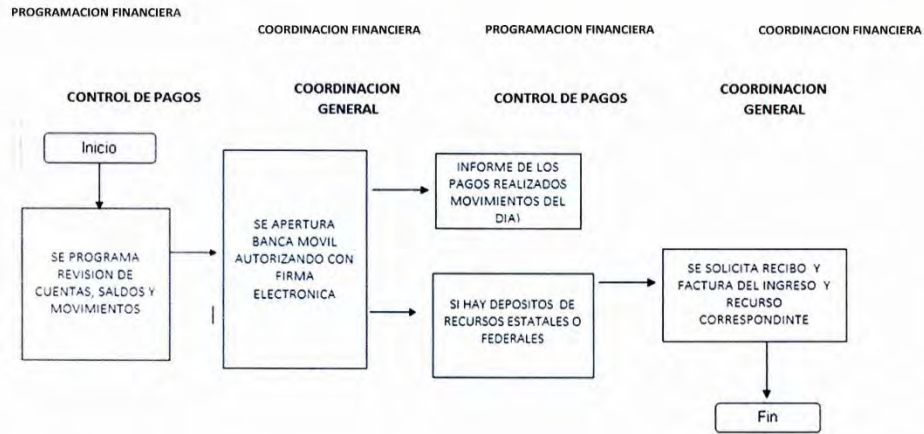 PROGRAMACION FINANCIERA
COORDINACION FINANCIERA
PROGRAMACION FINANCIERA
COORDINACION FINANCIERA
CONTROL DE PAGOS
COORDINACION
GENERAL
CONTROL DE PAGOS
COORDINACION
GENERAL
Inicio
SE PROGRAMA
REVISION DE
CUENTAS, SALDOS Y
MOVIMIENTOS
SE APERTURA
BANCA MOVIL
AUTORIZANDO CON
FIRMA
ELECTRONICA
INFORME DE LOS
PAGOS REALIZADOS
MOVIMIENTOS DEL
DIA)
SI HAY DEPOSITOS DE
RECURSOS ESTATALES O
FEDERALES
SE SOLICITA RECIBO Y
FACTURA DEL INGRESO Y
RECURSO
CORRESPONDINTE
Fin